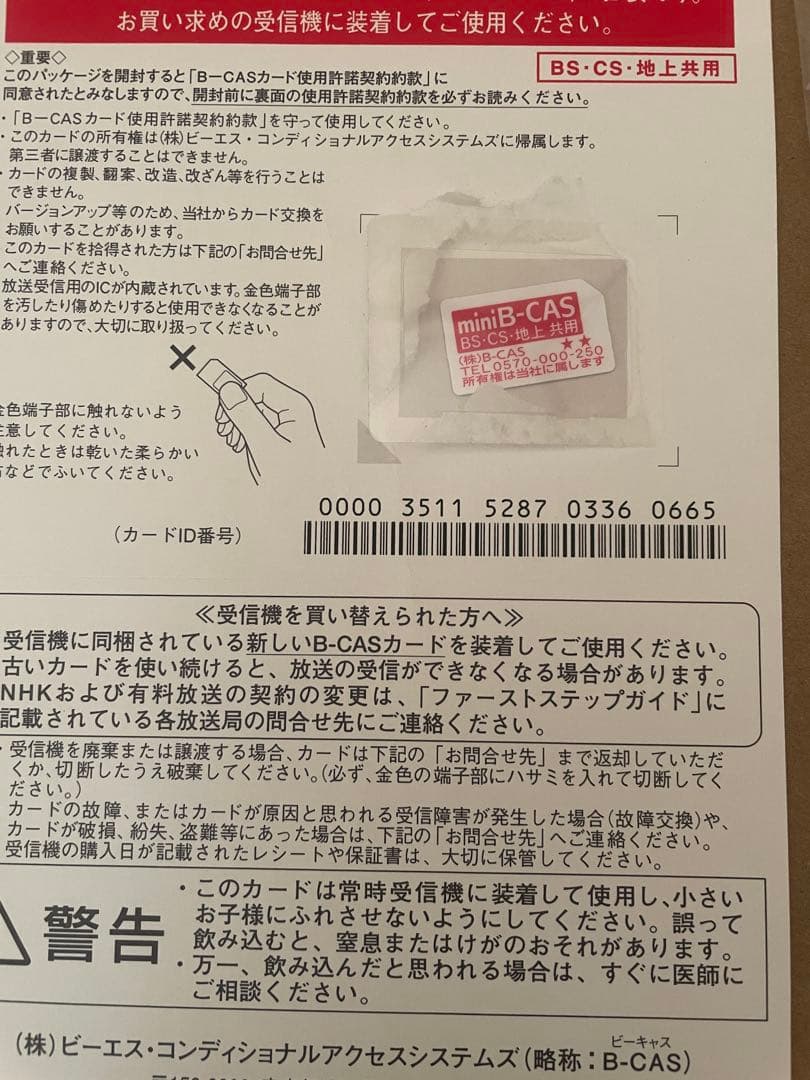 お買い求めの受信機に装着してご使用ください。
◇重要◇
このパッケージを開封すると「B－CASカード使用許諾契約約款」に
同意されたとみなしますので、開封前に裏面の使用許諾契約約款を必ずお読みください。
BS・CS・地上共用
・「B－CASカード使用許諾契約約款」を守って使用してください。
・このカードの所有権は(株)ビーエス・コンディショナルアクセスシステムズに帰属します。
第三者に譲渡することはできません。
・カードの複製、翻案、改造、改ざん等を行うことは
できません。
バージョンアップ等のため、当社からカード交換を
お願いすることがあります。
このカードを拾得された方は下記の「お問合せ先」
へご連絡ください。
放送受信用のICが内蔵されています。金色端子部
を汚したり傷めたりすると使用できなくなることが
ありますので、大切に取り扱ってください。
miniB-CAS
BS・CS・地上 共用
★★
(株)B-CAS
TEL0570-000-250
所有権は当社に属します
金色端子部に触れないよう
注意してください。
触れたときは乾いた柔らかい
布などでふいてください。
0000 3511 5287 0336 0665
（カードID番号）
≪受信機を買い替えられた方へ≫
受信機に同梱されている新しいB-CASカードを装着してご使用ください。
古いカードを使い続けると、放送の受信ができなくなる場合があります。
NHKおよび有料放送の契約の変更は、「ファーストステップガイド」に
記載されている各放送局の問合せ先にご連絡ください。
・受信機を廃棄または譲渡する場合、カードは下記の「お問合せ先」まで返却していただ
くか、切断したうえ破棄してください。(必ず、金色の端子部にハサミを入れて切断してく
ださい。)
カードの故障、またはカードが原因と思われる受信障害が発生した場合(故障交換)や、
カードが破損、紛失、盗難等にあった場合は、下記の「お問合せ先」へご連絡ください。
受信機の購入日が記載されたレシートや保証書は、大切に保管してください。
警告
・このカードは常時受信機に装着して使用し、小さい
お子様にふれさせないようにしてください。誤って
飲み込むと、窒息またはけがのおそれがあります。
・万一、飲み込んだと思われる場合は、すぐに医師に
ご相談ください。
(株)ビーエス・コンディショナルアクセスシステムズ(略称：B-CAS)
ビーキャス